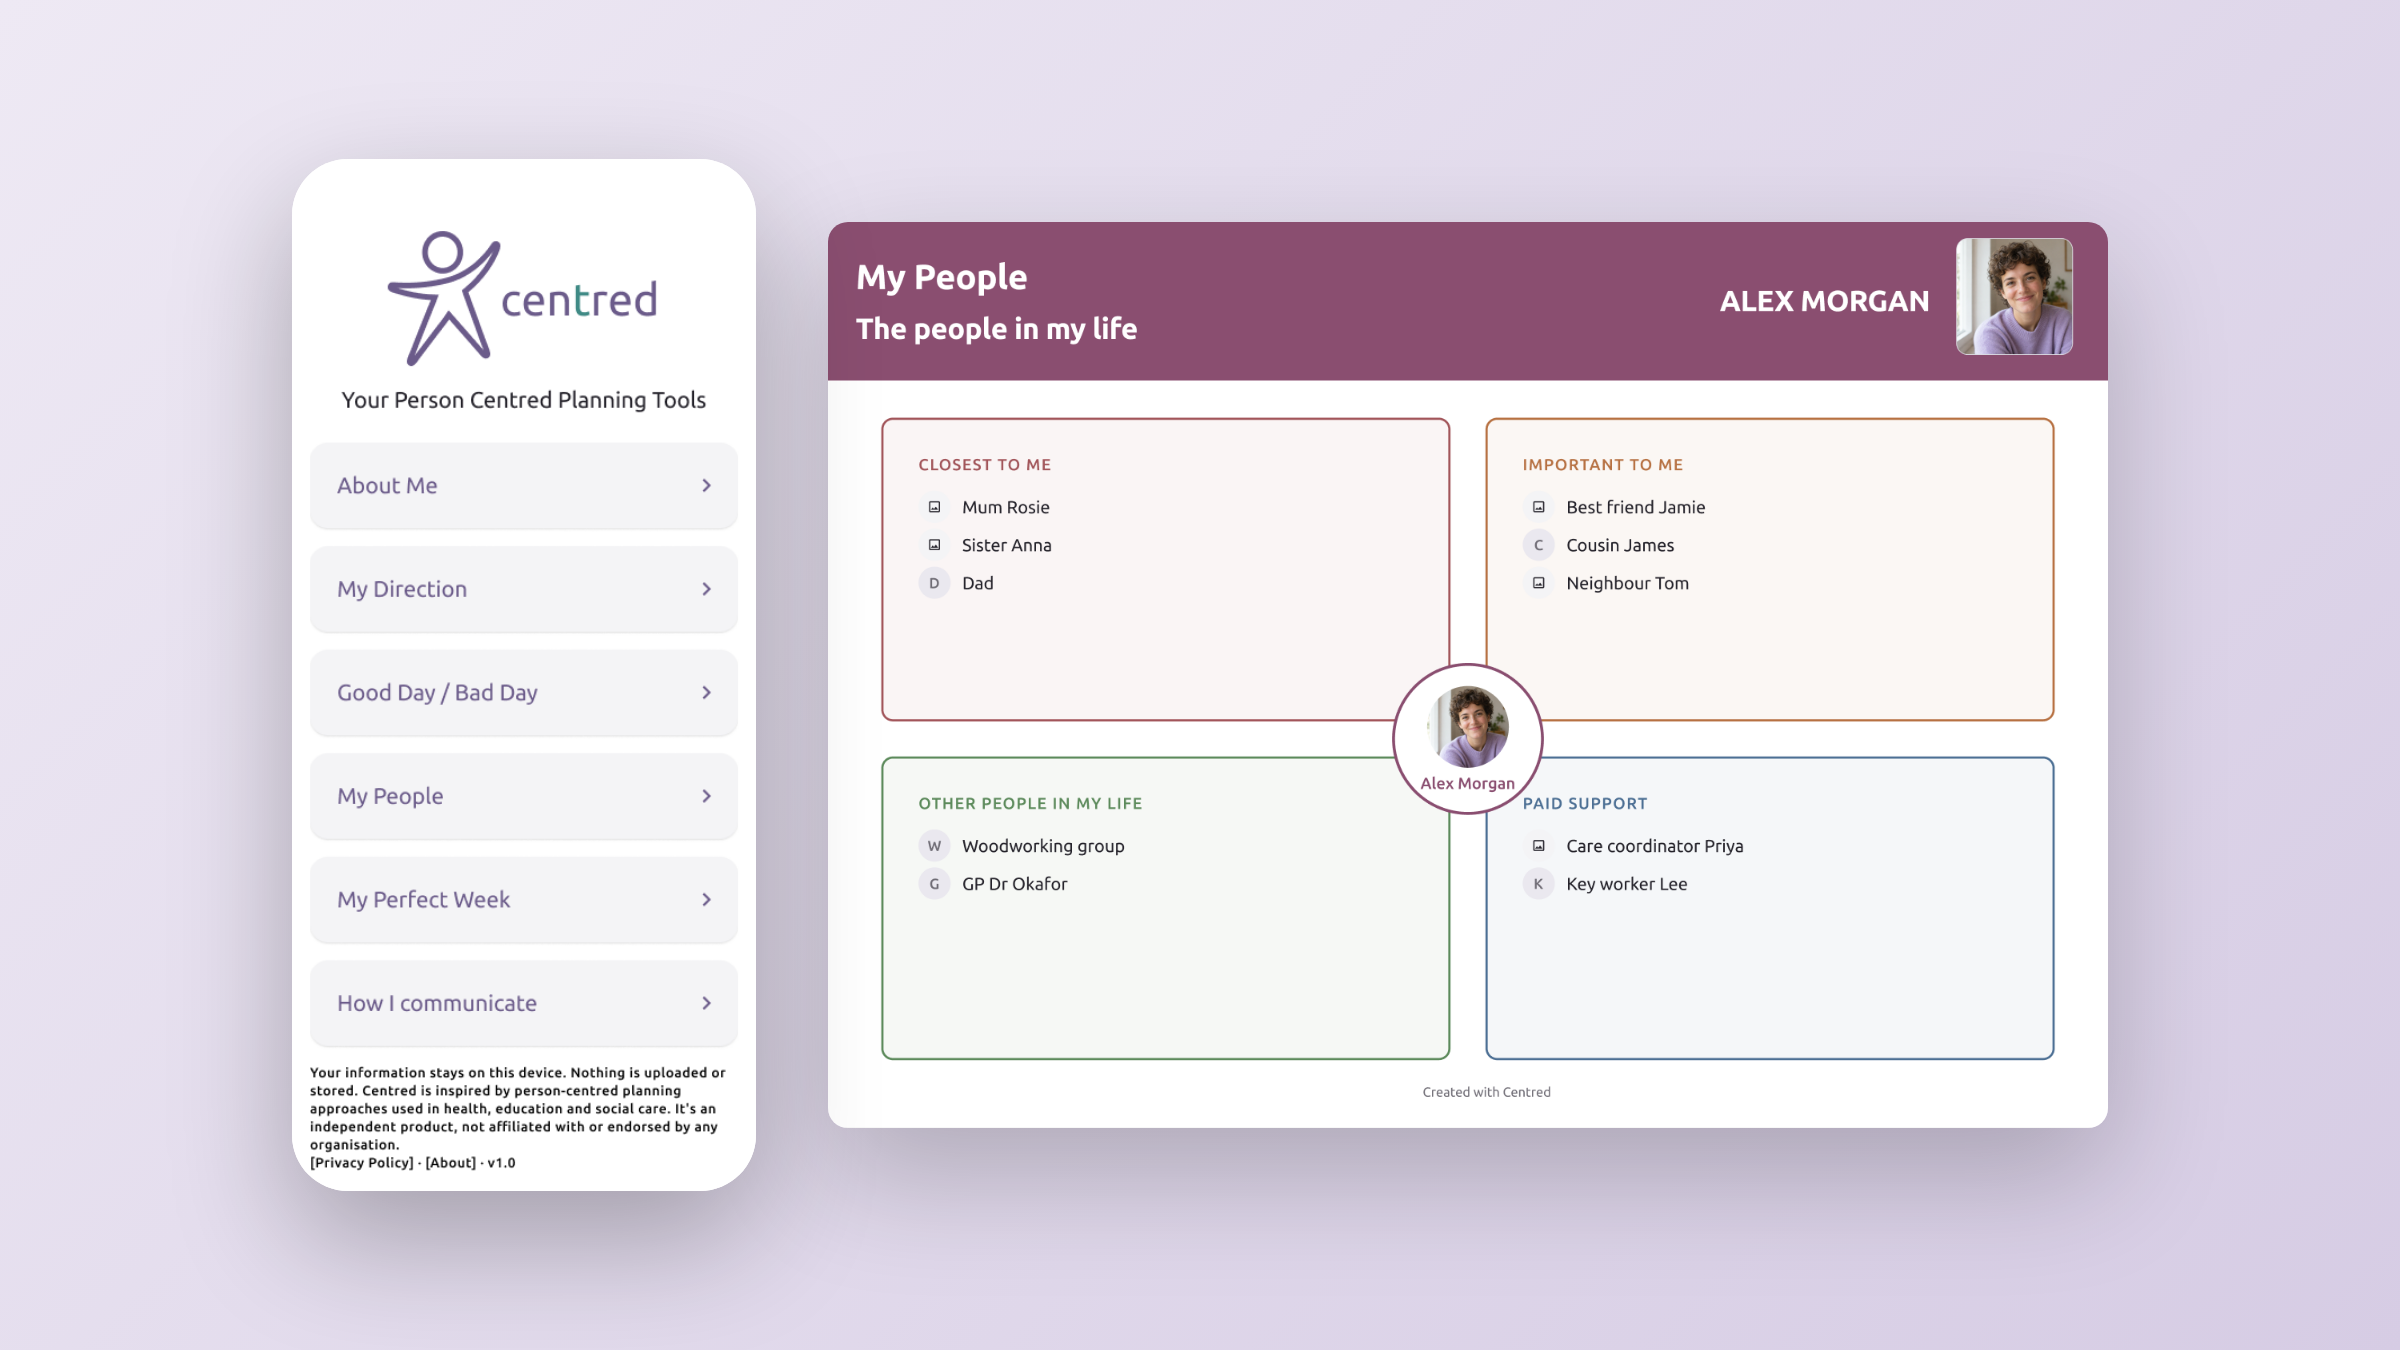 centred
Your Person Centred Planning Tools
About Me
My Direction
Good Day / Bad Day
My People
My Perfect Week
How I communicate
Your information stays on this device. Nothing is uploaded or
stored. Centred is inspired by person-centred planning
approaches used in health, education and social care. It's an
independent product, not affiliated with or endorsed by any
organisation.
[Privacy Policy] · [About] · v1.0
My People
The people in my life
ALEX MORGAN
CLOSEST TO ME
Mum Rosie
Sister Anna
D Dad
IMPORTANT TO ME
Best friend Jamie
C Cousin James
Neighbour Tom
Alex Morgan
OTHER PEOPLE IN MY LIFE
W Woodworking group
G GP Dr Okafor
PAID SUPPORT
Care coordinator Priya
K Key worker Lee
Created with Centred